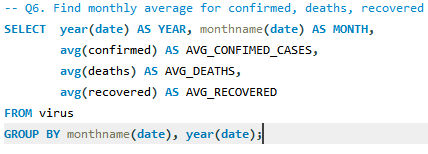 -- Q6. Find monthly average for confirmed, deaths, recovered
SELECT year(date) AS YEAR, monthname(date) AS MONTH,
avg(confirmed) AS AVG_CONFIMED_CASES,
avg(deaths) AS AVG_DEATHS,
avg(recovered) AS AVG_RECOVERED
FROM virus
GROUP BY monthname(date), year(date);